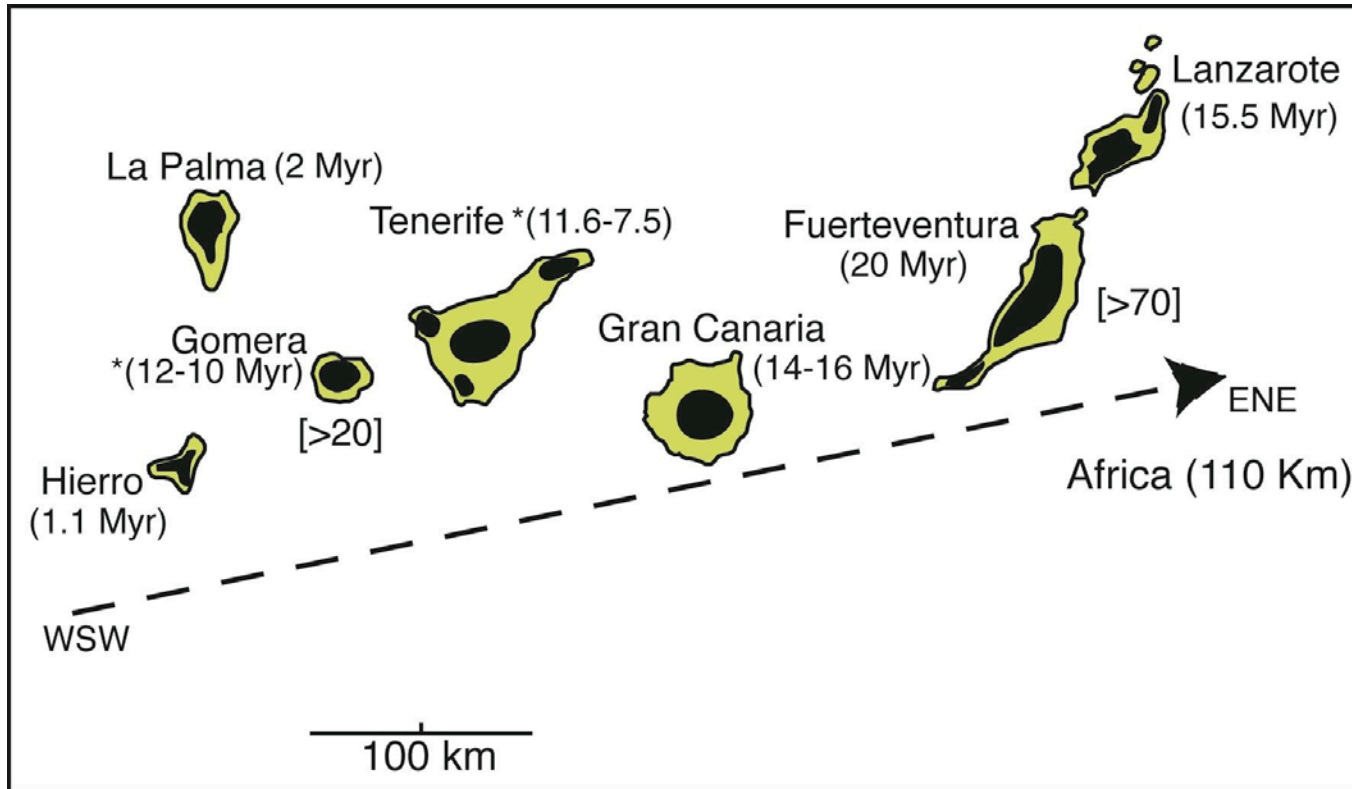 Lanzarote
(15.5 Myr)
La Palma (2 Myr)
Tenerife *(11.6-7.5)
Fuerteventura
(20 Myr)
[>70]
Gomera
*(12-10 Myr)
[>20]
Gran Canaria
(14-16 Myr)
ENE
Hierro
(1.1 Myr)
Africa (110 Km)
WSW
100 km